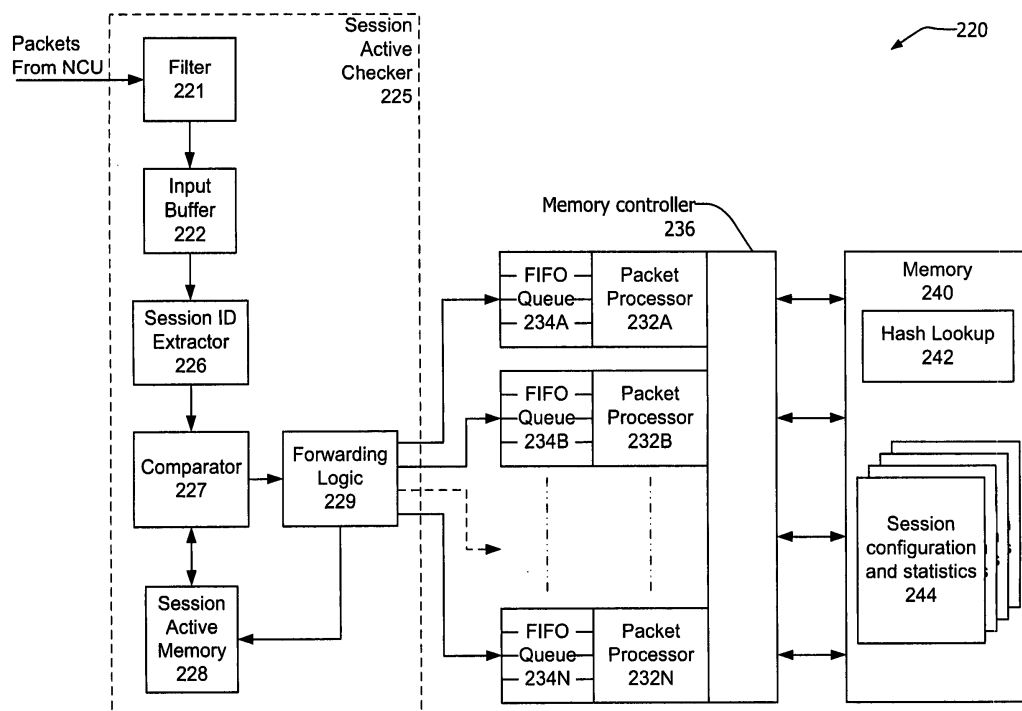 Packets
From NCU
Session
Active
Checker
225
220
Filter
221
Input
Buffer
222
Session ID
Extractor
226
Comparator
227
Forwarding
Logic
229
Session
Active
Memory
228
Memory controller
236
FIFO
Queue
234A
Packet
Processor
232A
FIFO
Queue
234B
Packet
Processor
232B
FIFO
Queue
234N
Packet
Processor
232N
Memory
240
Hash Lookup
242
Session
configuration
and statistics
244